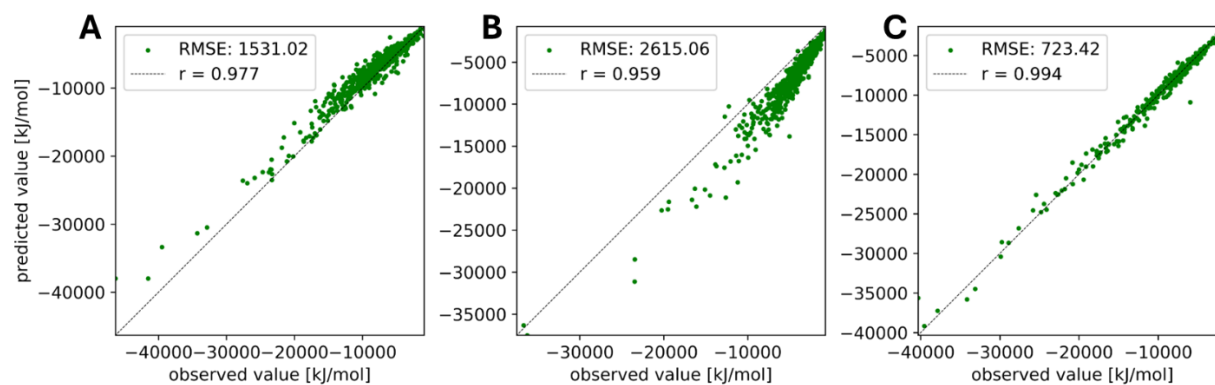 A
RMSE: 1531.02
r = 0.977
predicted value [kJ/mol]
−10000
−20000
−30000
−40000
−40000 −30000 −20000 −10000
observed value [kJ/mol]
B
RMSE: 2615.06
r = 0.959
−5000
−10000
−15000
−20000
−25000
−30000
−35000
−30000 −20000 −10000
observed value [kJ/mol]
C
RMSE: 723.42
r = 0.994
−5000
−10000
−15000
−20000
−25000
−30000
−35000
−40000
−40000 −30000 −20000 −10000
observed value [kJ/mol]